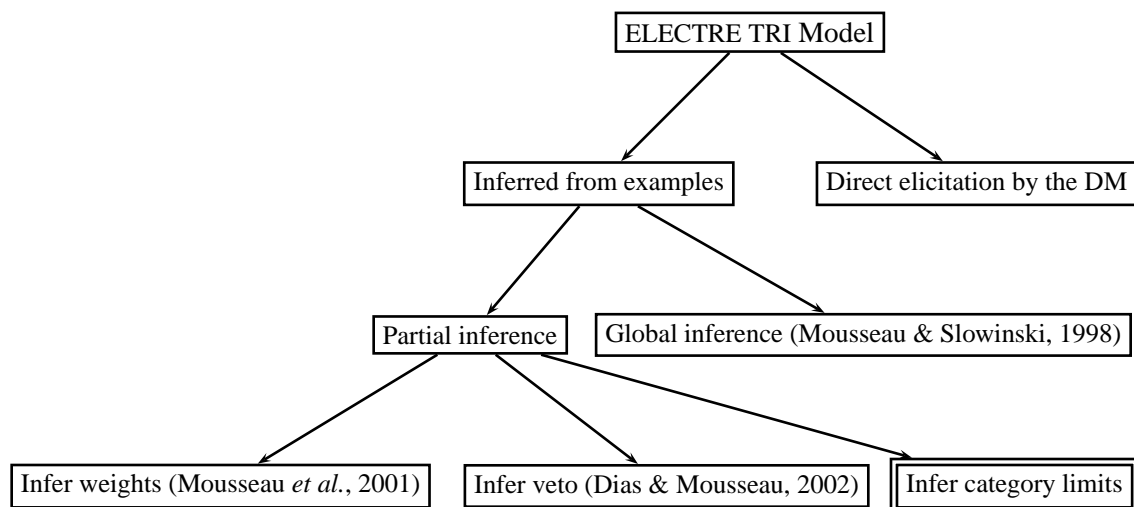 ELECTRE TRI Model
Inferred from examples
Direct elicitation by the DM
Partial inference
Global inference (Mousseau & Slowinski, 1998)
Infer weights (Mousseau et al., 2001)
Infer veto (Dias & Mousseau, 2002)
Infer category limits